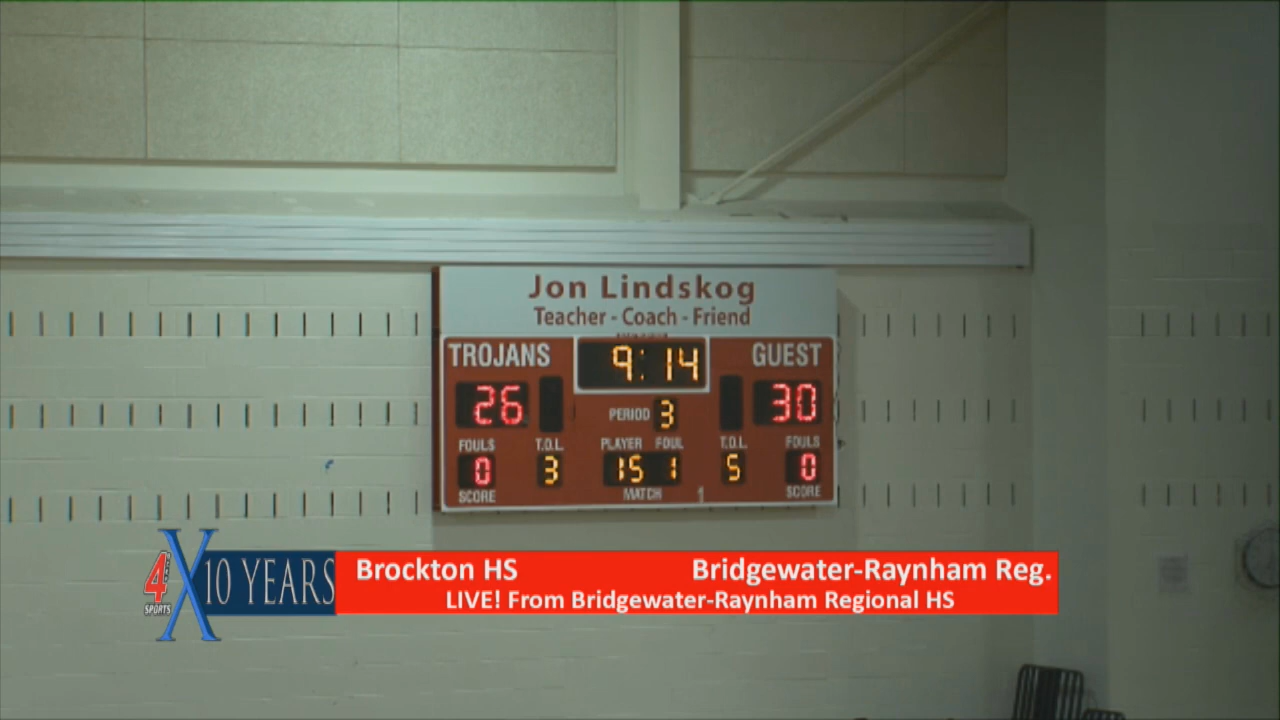 Jon Lindskog
Teacher - Coach - Friend
TROJANS 9:14 GUEST
26 PERIOD 3 30
FOULS T.O.L. PLAYER FOUL T.O.L. FOULS
0 3 15 1 5 0
SCORE MATCH 1 SCORE
4 SPORTS X 10 YEARS
Brockton HS Bridgewater-Raynham Reg.
LIVE! From Bridgewater-Raynham Regional HS